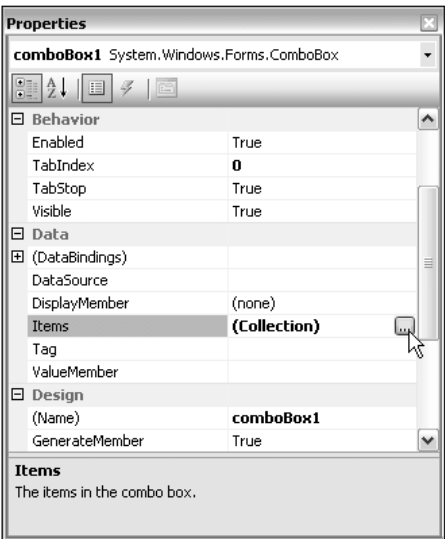 Properties
comboBox1 System.Windows.Forms.ComboBox
Behavior
Enabled True
TabIndex 0
TabStop True
Visible True
Data
(DataBindings)
DataSource
DisplayMember (none)
Items (Collection) ...
Tag
ValueMember
Design
(Name) comboBox1
GenerateMember True
Items
The items in the combo box.